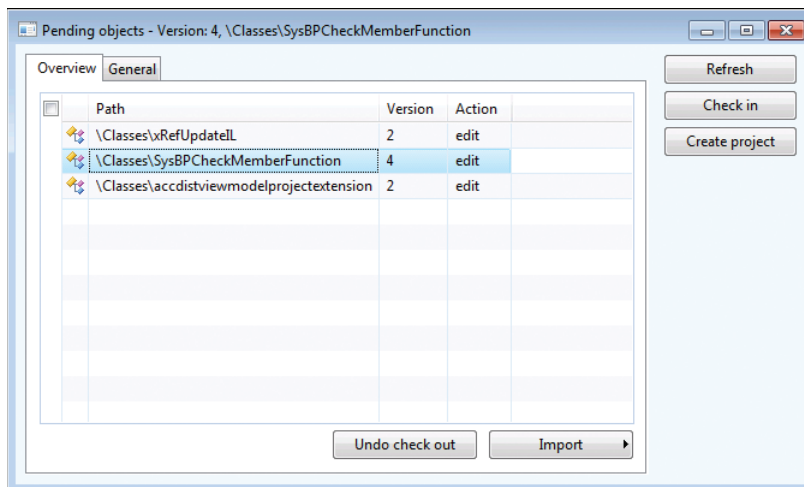 Pending objects - Version: 4, \Classes\SysBPCheckMemberFunction
Overview General
Refresh
Check in
Create project
Path Version Action
\Classes\xRefUpdateIL 2 edit
\Classes\SysBPCheckMemberFunction 4 edit
\Classes\accdistviewmodelprojectextension 2 edit
Undo check out Import